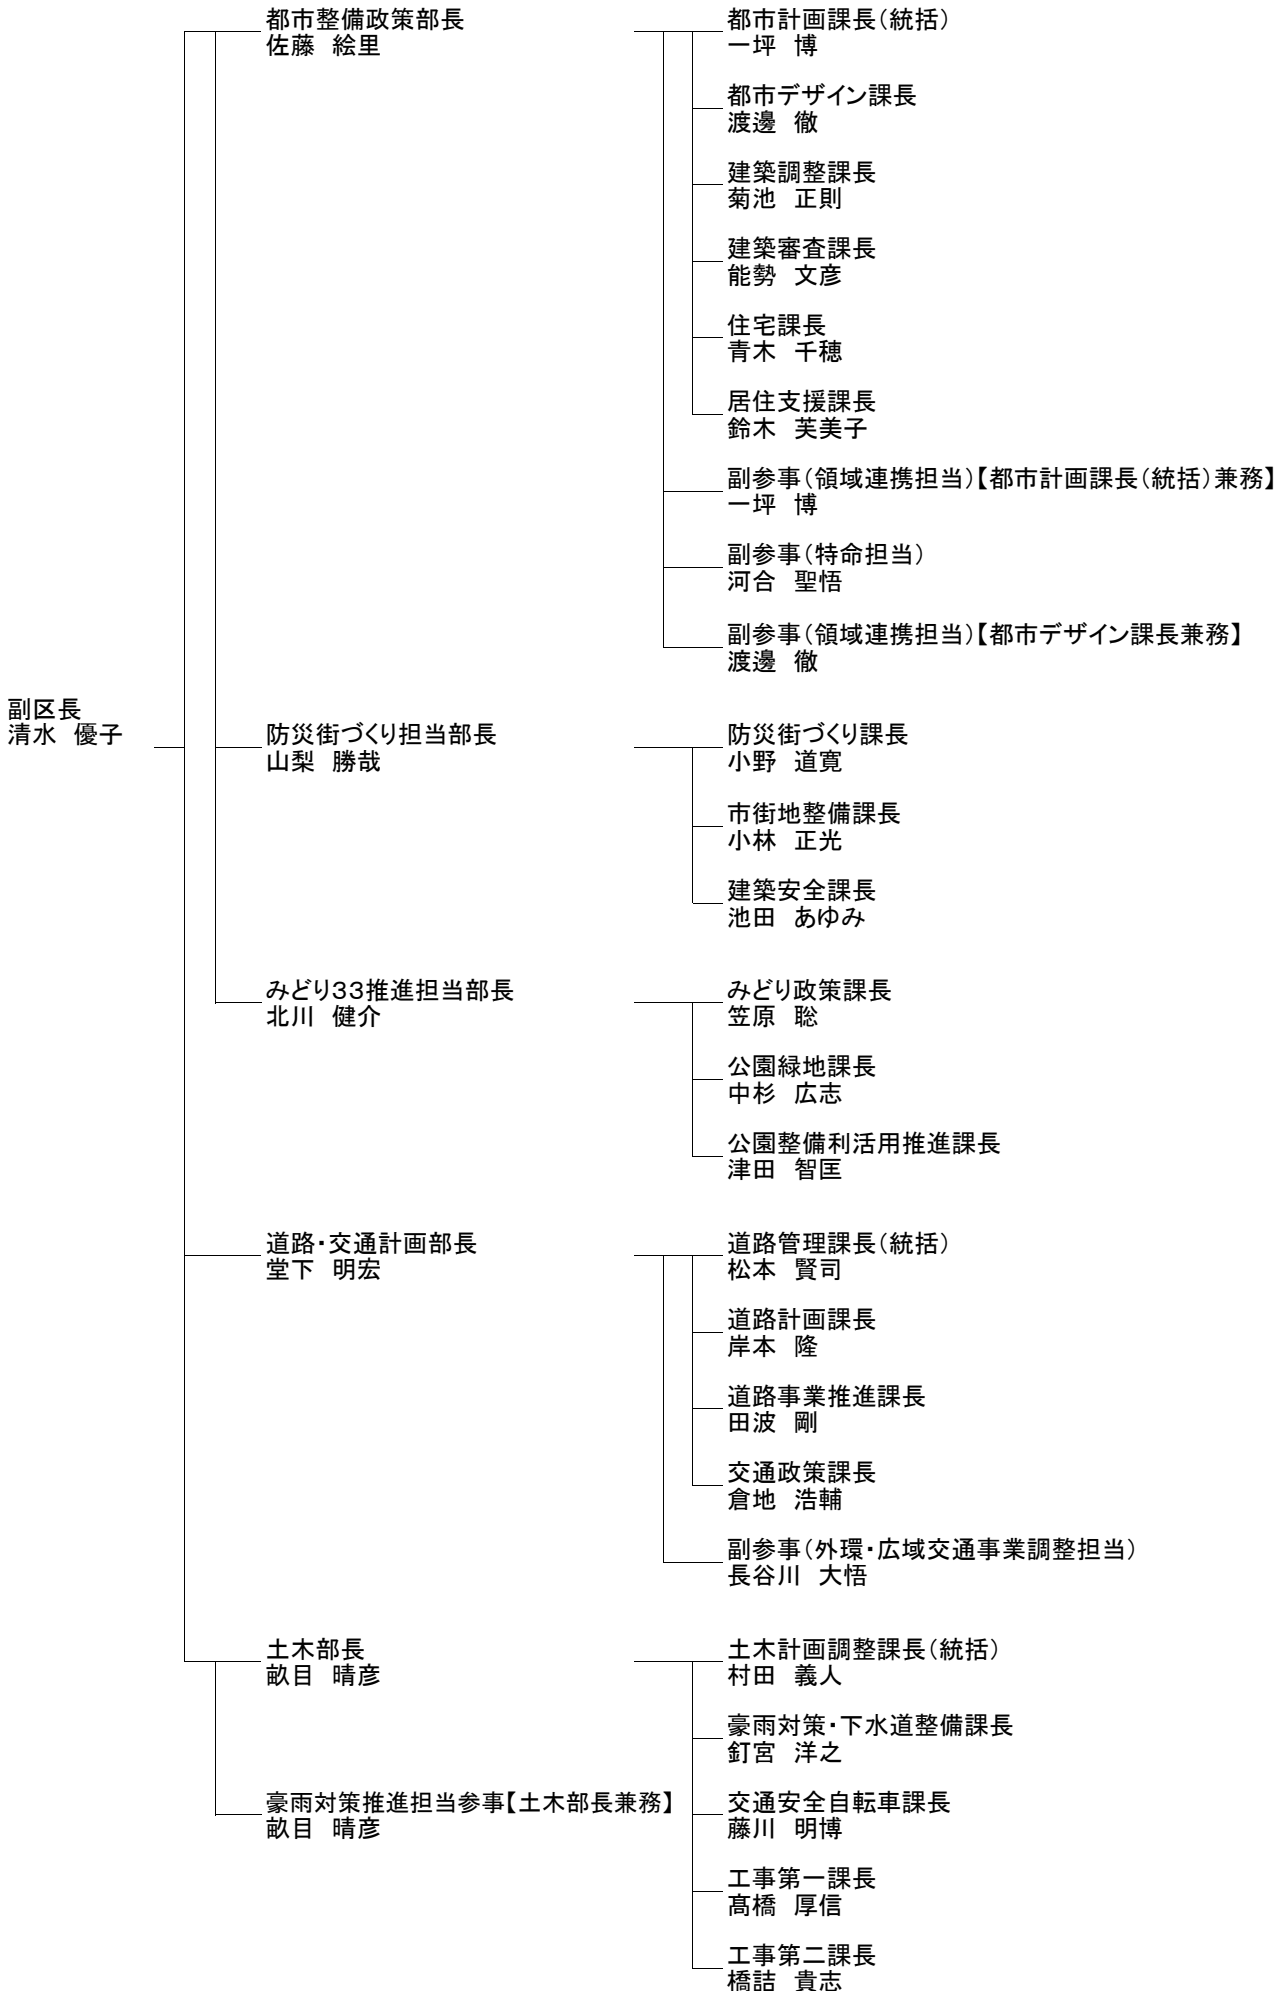 副区長
清水　優子
都市整備政策部長
佐藤　絵里
都市計画課長（統括）
一坪　博
都市デザイン課長
渡邊　徹
建築調整課長
菊池　正則
建築審査課長
能勢　文彦
住宅課長
青木　千穂
居住支援課長
鈴木　芙美子
副参事（領域連携担当）【都市計画課長（統括）兼務】
一坪　博
副参事（特命担当）
河合　聖悟
副参事（領域連携担当）【都市デザイン課長兼務】
渡邊　徹
防災街づくり担当部長
山梨　勝哉
防災街づくり課長
小野　道寛
市街地整備課長
小林　正光
建築安全課長
池田　あゆみ
みどり３３推進担当部長
北川　健介
みどり政策課長
笠原　聡
公園緑地課長
中杉　広志
公園整備利活用推進課長
津田　智匡
道路・交通計画部長
堂下　明宏
道路管理課長（統括）
松本　賢司
道路計画課長
岸本　隆
道路事業推進課長
田波　剛
交通政策課長
倉地　浩輔
副参事（外環・広域交通事業調整担当）
長谷川　大悟
土木部長
畝目　晴彦
土木計画調整課長（統括）
村田　義人
豪雨対策・下水道整備課長
釘宮　洋之
豪雨対策推進担当参事【土木部長兼務】
畝目　晴彦
交通安全自転車課長
藤川　明博
工事第一課長
髙橋　厚信
工事第二課長
橋詰　貴志